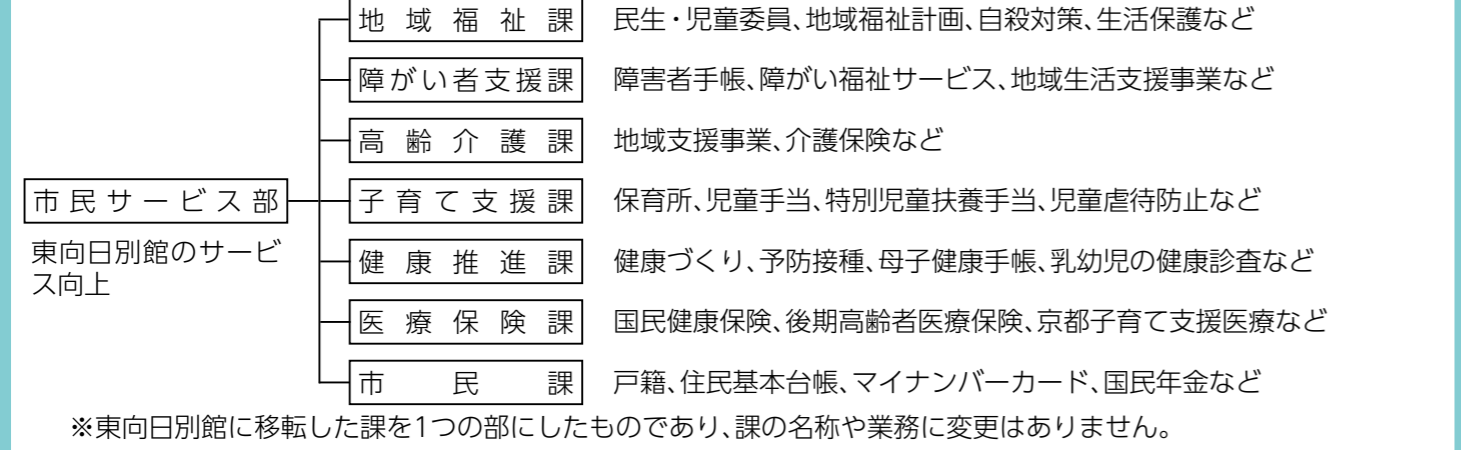 地域福祉課 民生・児童委員、地域福祉計画、自殺対策、生活保護など
障がい者支援課 障害者手帳、障がい福祉サービス、地域生活支援事業など
高齢介護課 地域支援事業、介護保険など
市民サービス部 子育て支援課 保育所、児童手当、特別児童扶養手当、児童虐待防止など
東向日別館のサービ
ス向上
健康推進課 健康づくり、予防接種、母子健康手帳、乳幼児の健康診査など
医療保険課 国民健康保険、後期高齢者医療保険、京都子育て支援医療など
市民課 戸籍、住民基本台帳、マイナンバーカード、国民年金など
※東向日別館に移転した課を1つの部にしたものであり、課の名称や業務に変更はありません。